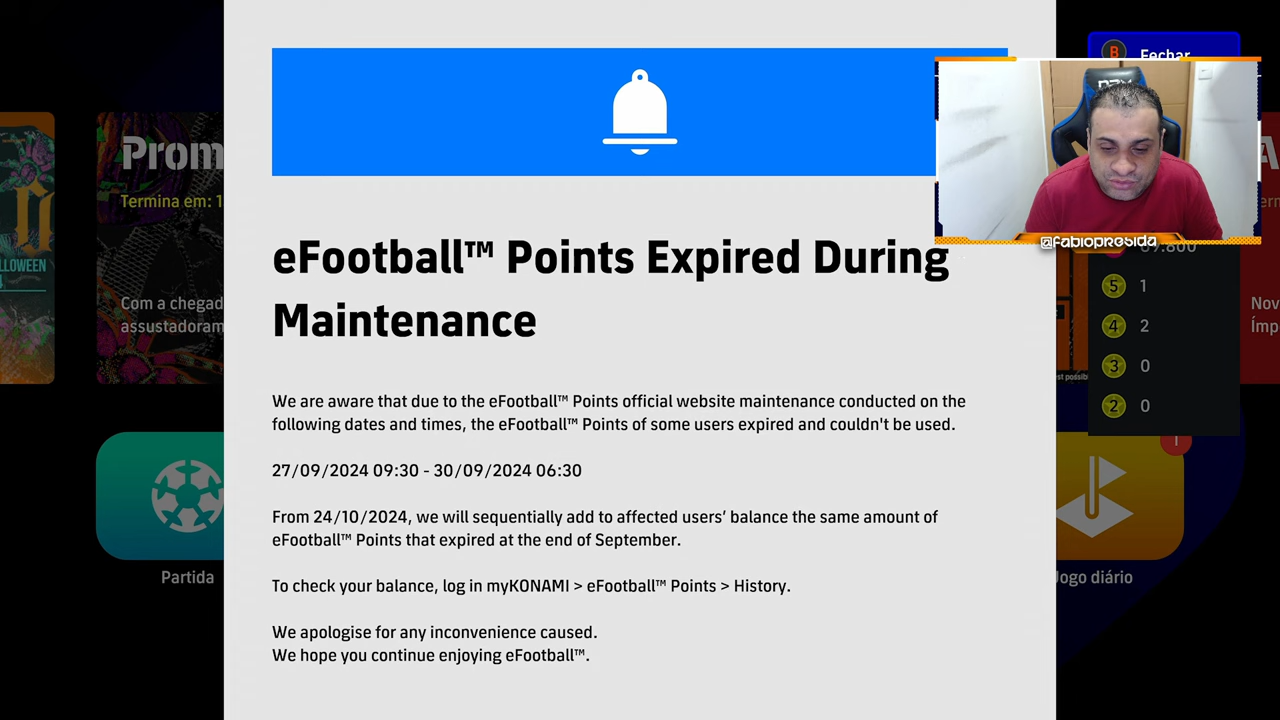 B Fechar
Prom
Termina em: 1
LLOWEEN
Com a chegad
assustadoram
eFootball™ Points Expired During
Maintenance
@fabiopresida
69.800
5 1
4 2
3 0
2 0
We are aware that due to the eFootball™ Points official website maintenance conducted on the
following dates and times, the eFootball™ Points of some users expired and couldn't be used.
27/09/2024 09:30 - 30/09/2024 06:30
From 24/10/2024, we will sequentially add to affected users’ balance the same amount of
eFootball™ Points that expired at the end of September.
To check your balance, log in myKONAMI > eFootball™ Points > History.
We apologise for any inconvenience caused.
We hope you continue enjoying eFootball™.
Partida
Jogo diário
Nov
Ímp